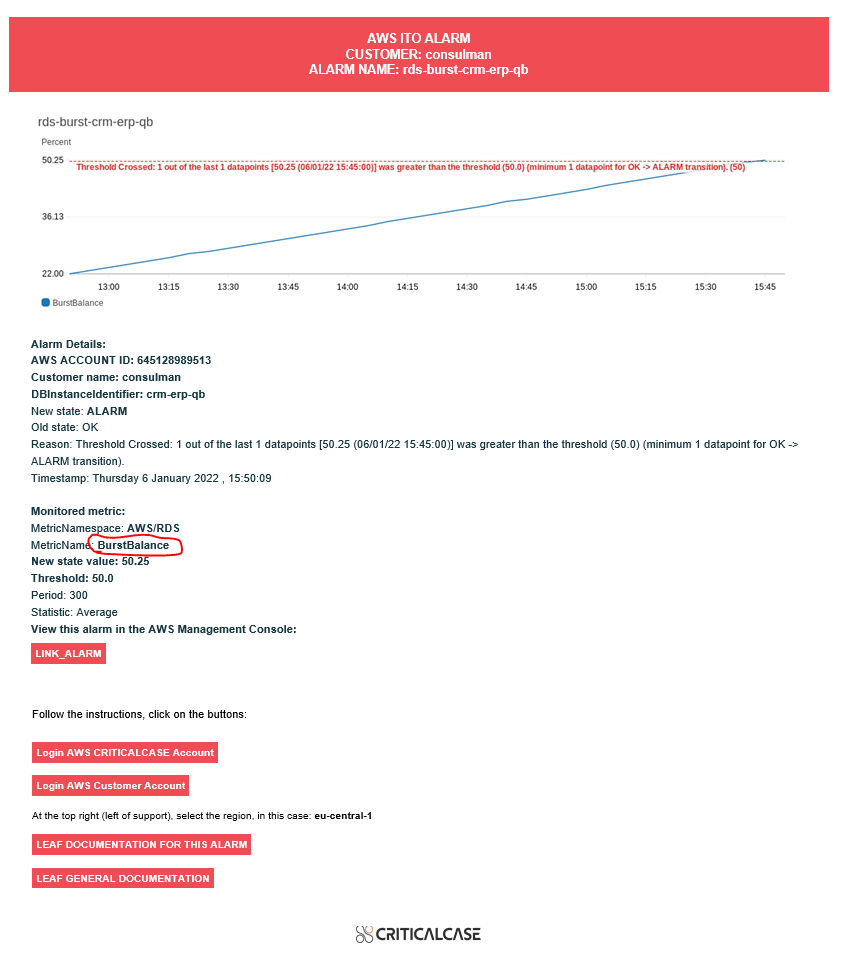 AWS ITO ALARM
CUSTOMER: consulman
ALARM NAME: rds-burst-crm-erp-qb
rds-burst-crm-erp-qb
Percent
50.25
Threshold Crossed: 1 out of the last 1 datapoints [50.25 (06/01/22 15:45:00)] was greater than the threshold (50.0) (minimum 1 datapoint for OK -> ALARM transition). (50)
36.13
22.00
13:00 13:15 13:30 13:45 14:00 14:15 14:30 14:45 15:00 15:15 15:30 15:45
BurstBalance
Alarm Details:
AWS ACCOUNT ID: 645128989513
Customer name: consulman
DBInstanceIdentifier: crm-erp-qb
New state: ALARM
Old state: OK
Reason: Threshold Crossed: 1 out of the last 1 datapoints [50.25 (06/01/22 15:45:00)] was greater than the threshold (50.0) (minimum 1 datapoint for OK ->
ALARM transition).
Timestamp: Thursday 6 January 2022 , 15:50:09
Monitored metric:
MetricNamespace: AWS/RDS
MetricName: BurstBalance
New state value: 50.25
Threshold: 50.0
Period: 300
Statistic: Average
View this alarm in the AWS Management Console:
LINK_ALARM
Follow the instructions, click on the buttons:
Login AWS CRITICALCASE Account
Login AWS Customer Account
At the top right (left of support), select the region, in this case: eu-central-1
LEAF DOCUMENTATION FOR THIS ALARM
LEAF GENERAL DOCUMENTATION
CRITICALCASE